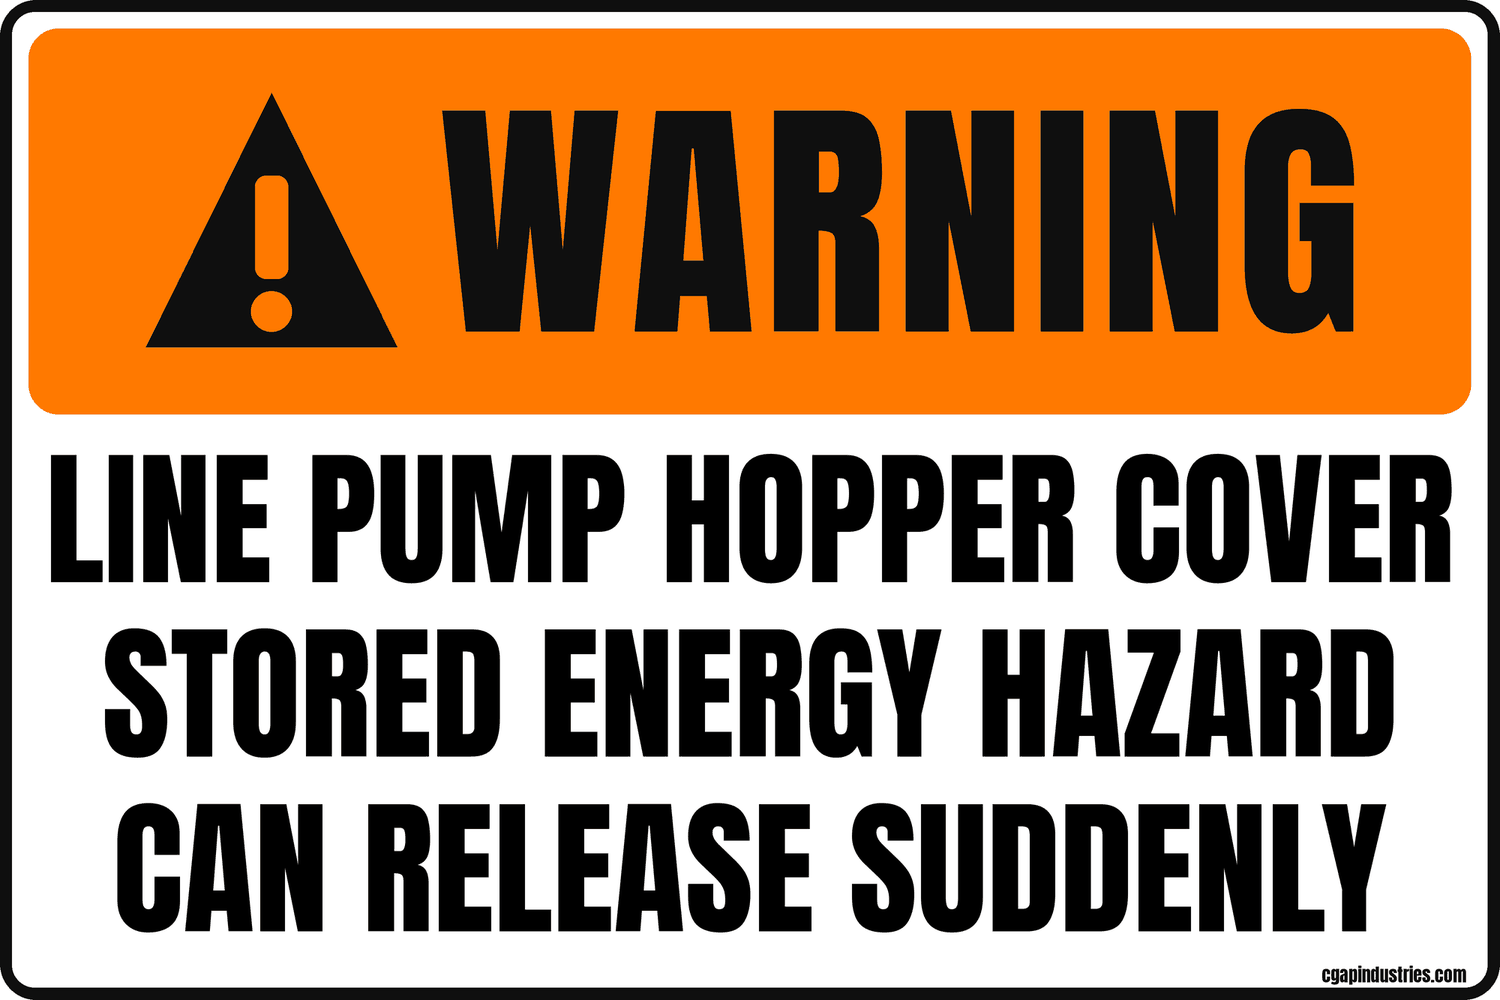 WARNING
LINE PUMP HOPPER COVER
STORED ENERGY HAZARD
CAN RELEASE SUDDENLY
cgapindustries.com